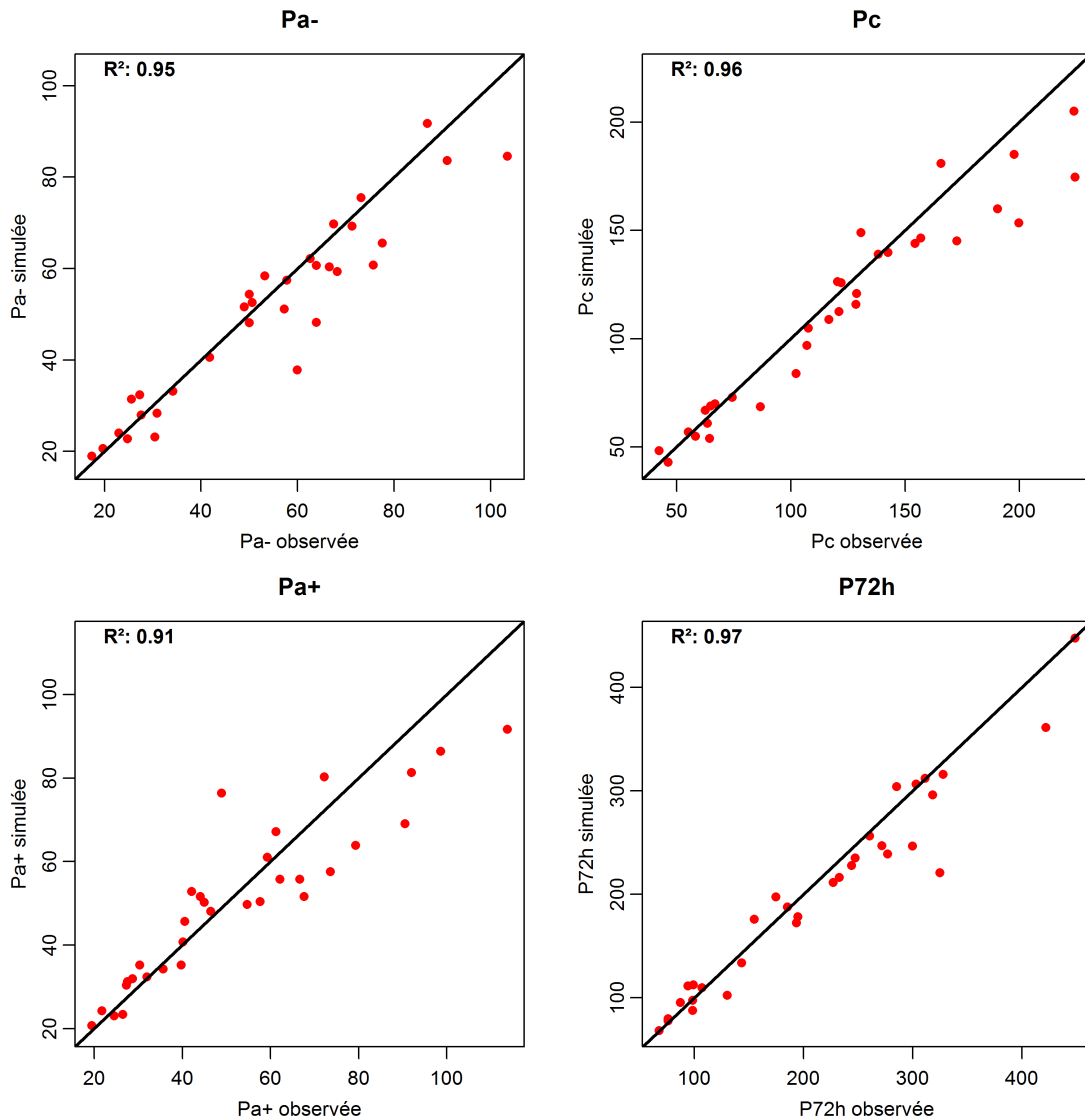 Pa-
R²: 0.95
100
80
60
40
20
Pa- simulée
20 40 60 80 100
Pa- observée
Pc
R²: 0.96
200
150
100
50
Pc simulée
50 100 150 200
Pc observée
Pa+
R²: 0.91
100
80
60
40
20
Pa+ simulée
20 40 60 80 100
Pa+ observée
P72h
R²: 0.97
400
300
200
100
P72h simulée
100 200 300 400
P72h observée